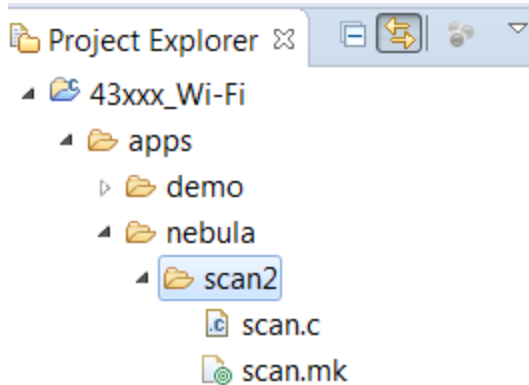 Project Explorer
43xxx_Wi-Fi
apps
demo
nebula
scan2
scan.c
scan.mk